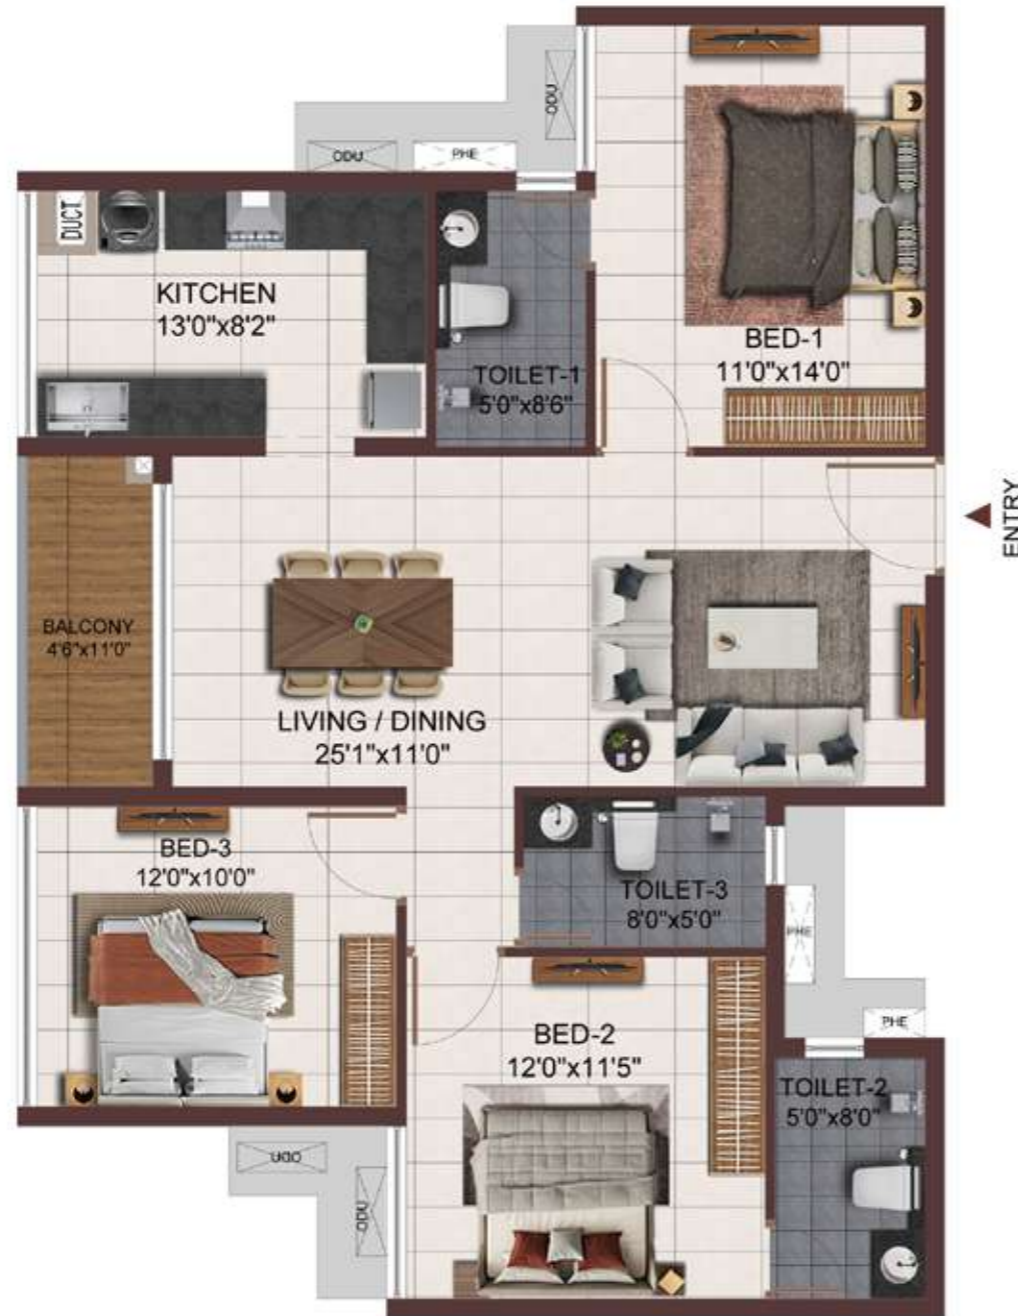 ODU
ODU
PHE
DUCT
KITCHEN
13'0"x8'2"
TOILET-1
5'0"x8'6"
BED-1
11'0"x14'0"
ENTRY
BALCONY
4'6"x11'0"
LIVING / DINING
25'1"x11'0"
BED-3
12'0"x10'0"
TOILET-3
8'0"x5'0"
PHE
PHE
BED-2
12'0"x11'5"
TOILET-2
5'0"x8'0"
ODU
ODU